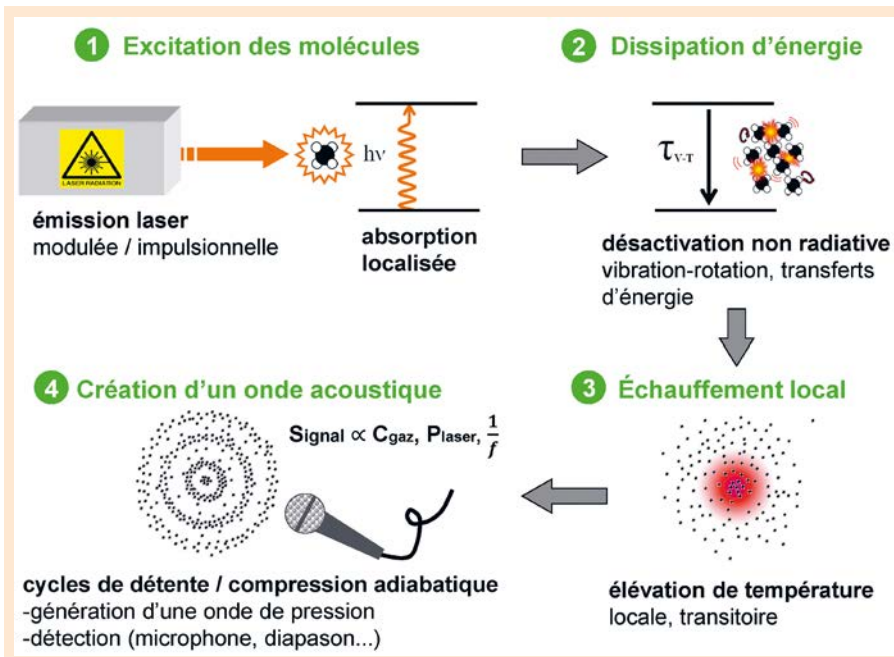 1 Excitation des molécules
LASER RADIATION
émission laser
modulée / impulsionnelle
hν
absorption
localisée
2 Dissipation d’énergie
τV-T
désactivation non radiative
vibration-rotation, transferts
d’énergie
3 Échauffement local
élévation de température
locale, transitoire
4 Création d’un onde acoustique
Signal ∝ Cgaz, Plaser, 1/f
cycles de détente / compression adiabatique
-génération d’une onde de pression
-détection (microphone, diapason...)